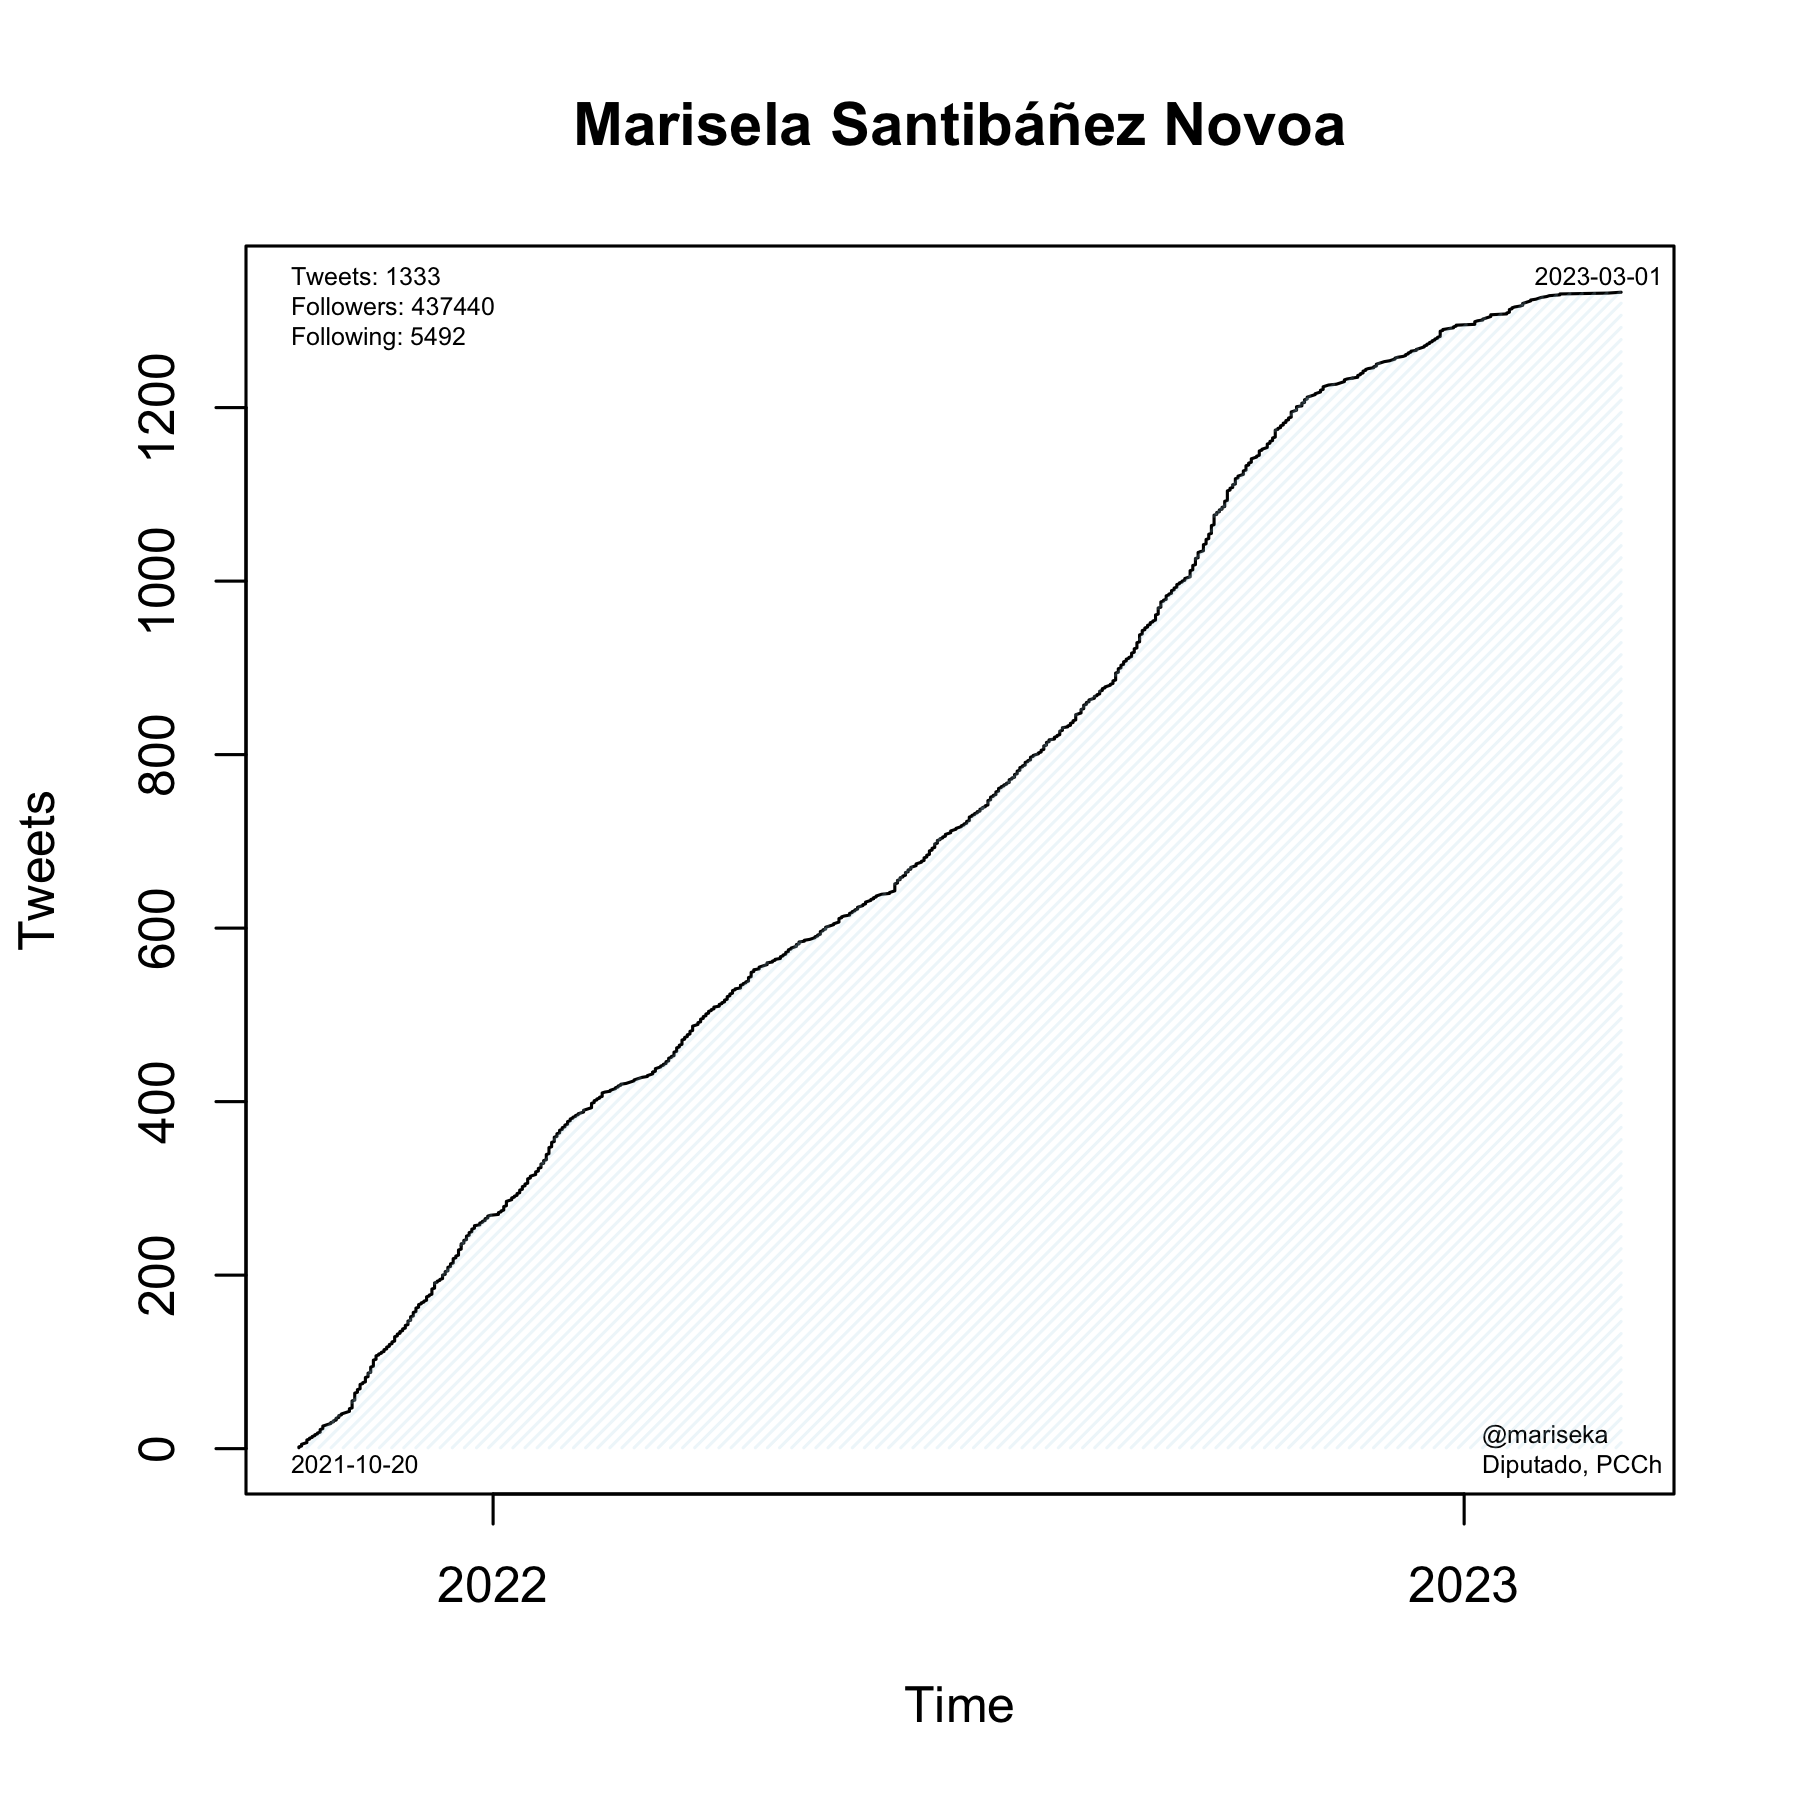 Marisela Santibáñez Novoa
Tweets: 1333
Followers: 437440
Following: 5492
2023-03-01
Tweets
1200
1000
800
600
400
200
0
2021-10-20
@mariseka
Diputado, PCCh
2022
2023
Time